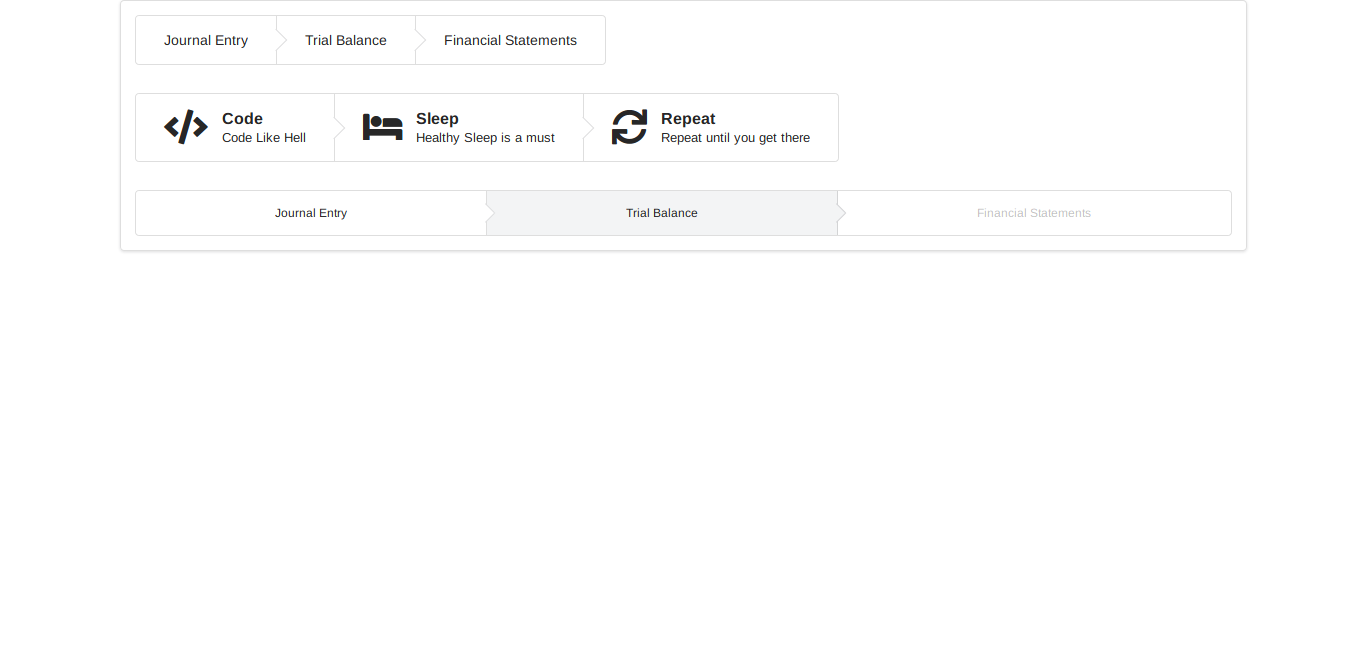 Journal Entry Trial Balance Financial Statements
Code Sleep Repeat
Code Like Hell Healthy Sleep is a must Repeat until you get there
Journal Entry Trial Balance Financial Statements